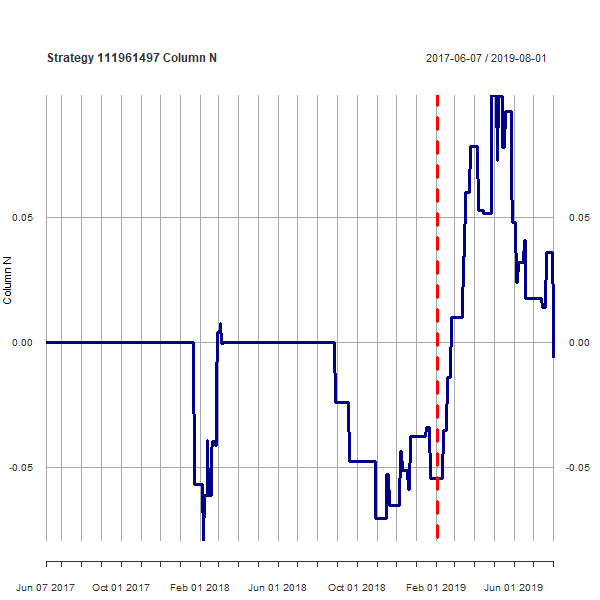 Strategy 111961497 Column N
2017-06-07 / 2019-08-01
Column N
0.05
0.05
0.00
0.00
-0.05
-0.05
Jun 07 2017
Oct 01 2017
Feb 01 2018
Jun 01 2018
Oct 01 2018
Feb 01 2019
Jun 01 2019